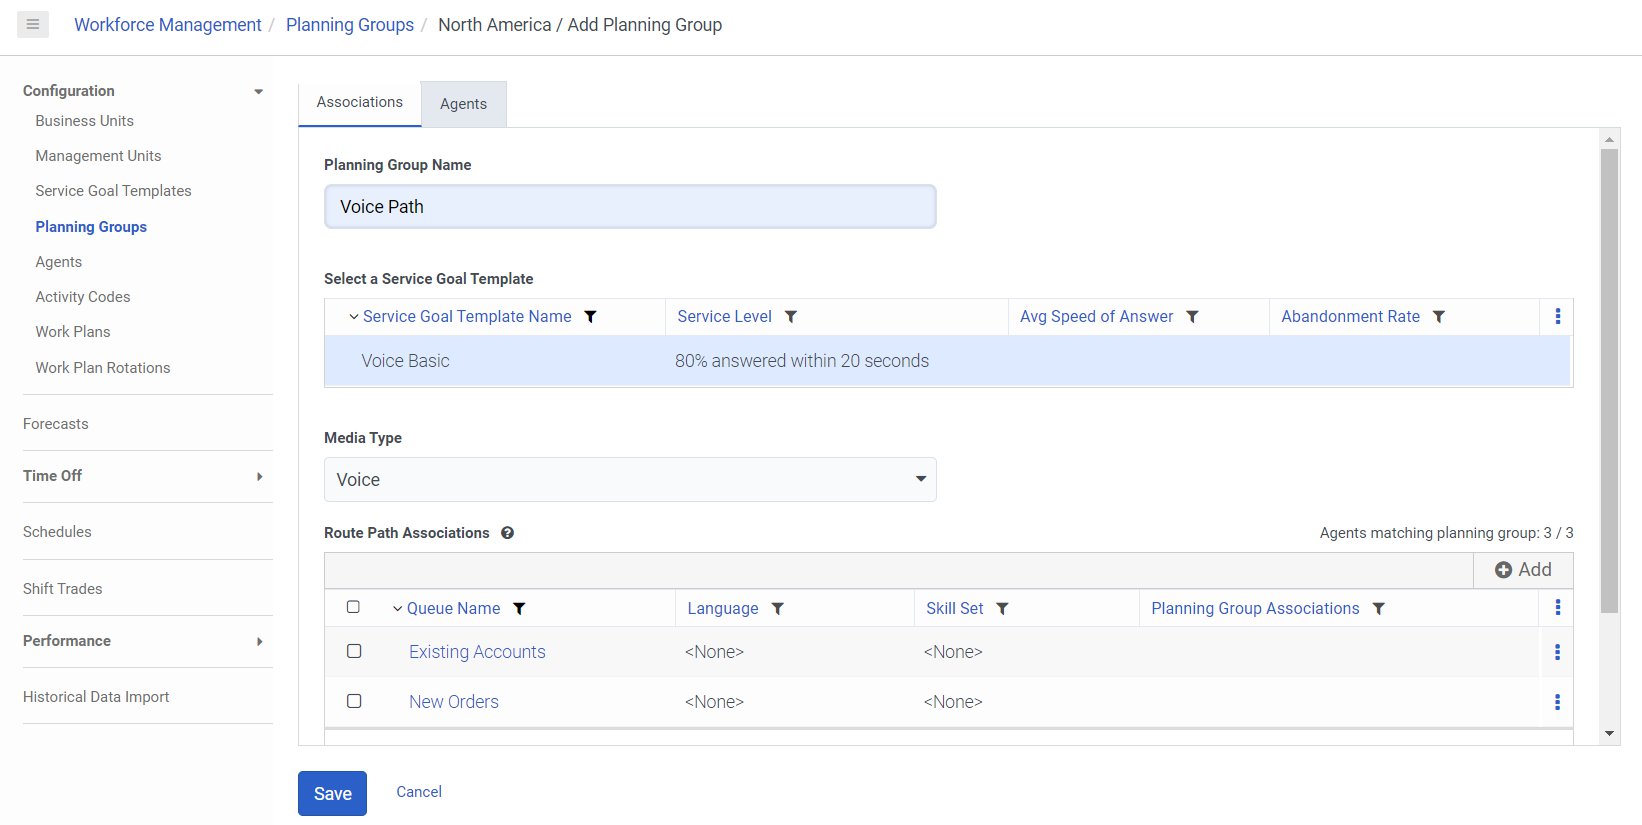 Workforce Management / Planning Groups / North America / Add Planning Group
Configuration
Business Units
Management Units
Service Goal Templates
Planning Groups
Agents
Activity Codes
Work Plans
Work Plan Rotations
Forecasts
Time Off
Schedules
Shift Trades
Performance
Historical Data Import
Associations Agents
Planning Group Name
Voice Path
Select a Service Goal Template
Service Goal Template Name Service Level Avg Speed of Answer Abandonment Rate
Voice Basic 80% answered within 20 seconds
Media Type
Voice
Route Path Associations Agents matching planning group: 3 / 3
Add
Queue Name Language Skill Set Planning Group Associations
Existing Accounts <None> <None>
New Orders <None> <None>
Save Cancel